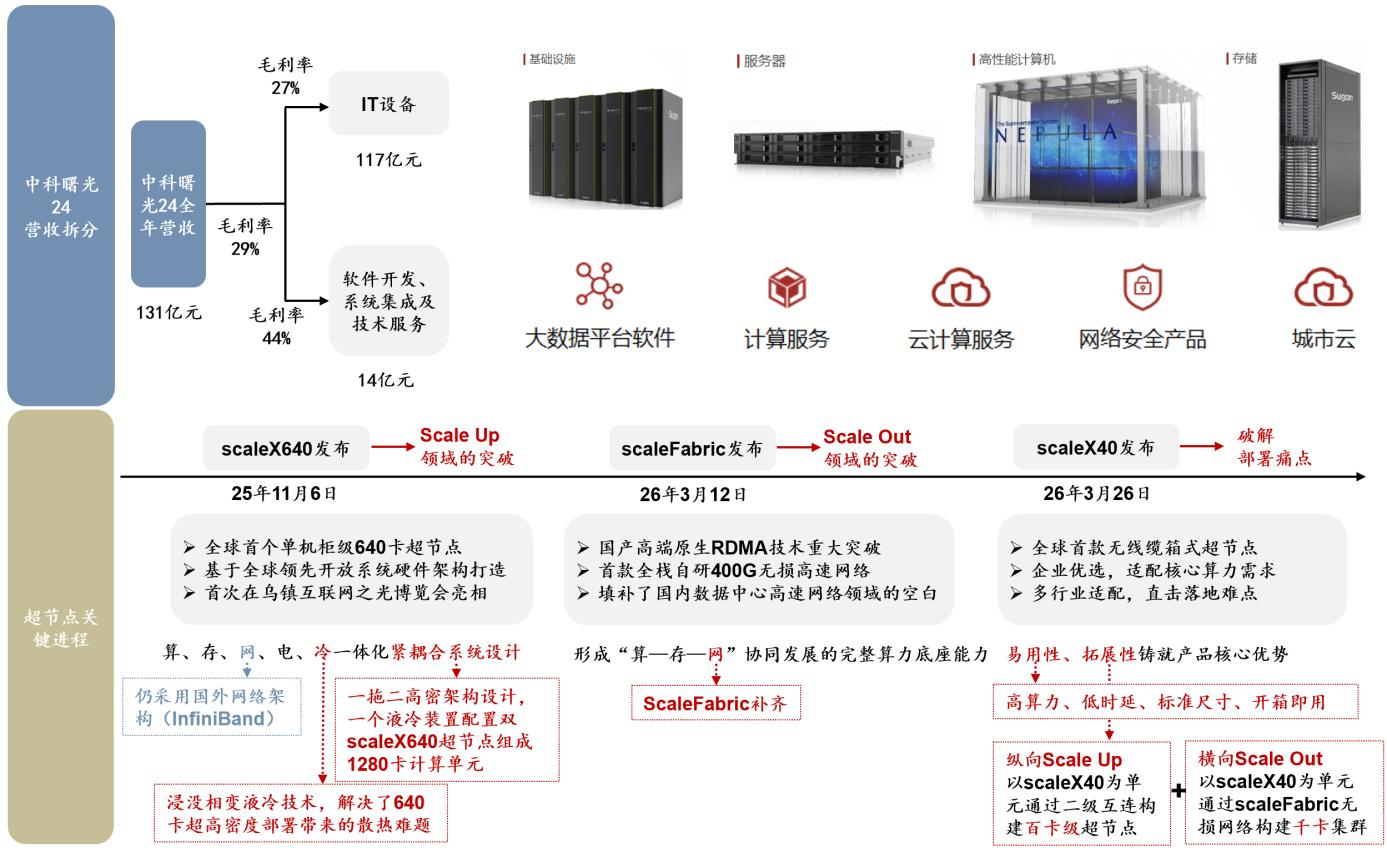 中科曙光
24
营收拆分
中科曙
光24全
年营收
131亿元
毛利率
29%
毛利率
27%
IT设备
117亿元
毛利率
44%
软件开发、
系统集成及
技术服务
14亿元
基础设施
服务器
高性能计算机
存储
Sugon
The Supercomputer System
NEBULA
Sugon
Sugon
大数据平台软件
计算服务
云计算服务
网络安全产品
城市云
超节点关
键进程
scaleX640发布
Scale Up
领域的突破
25年11月6日
➢ 全球首个单机柜级640卡超节点
➢ 基于全球领先开放系统硬件架构打造
➢ 首次在乌镇互联网之光博览会亮相
算、存、网、电、冷一体化紧耦合系统设计
仍采用国外网络架
构（InfiniBand）
一拖二高密架构设计，
一个液冷装置配置双
scaleX640超节点组成
1280卡计算单元
浸没相变液冷技术，解决了640
卡超高密度部署带来的散热难题
scaleFabric发布
Scale Out
领域的突破
26年3月12日
➢ 国产高端原生RDMA技术重大突破
➢ 首款全栈自研400G无损高速网络
➢ 填补了国内数据中心高速网络领域的空白
形成“算—存—网”协同发展的完整算力底座能力
ScaleFabric补齐
scaleX40发布
破解
部署痛点
26年3月26日
➢ 全球首款无线缆箱式超节点
➢ 企业优选，适配核心算力需求
➢ 多行业适配，直击落地难点
易用性、拓展性铸就产品核心优势
高算力、低时延、标准尺寸、开箱即用
纵向Scale Up
以scaleX40为单
元通过二级互连构
建百卡级超节点
+
横向Scale Out
以scaleX40为单元
通过scaleFabric无
损网络构建千卡集群